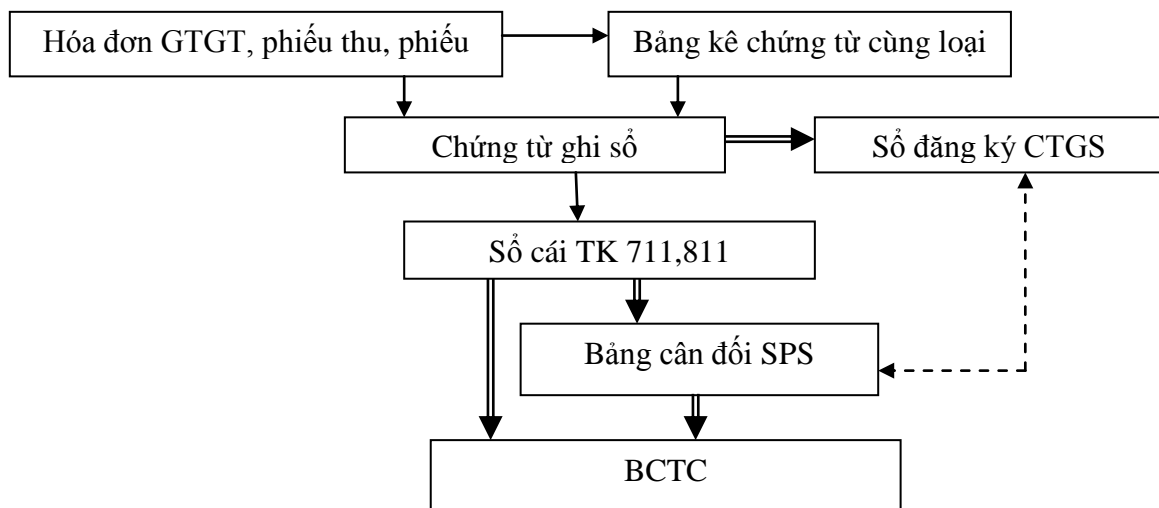 Hóa đơn GTGT, phiếu thu, phiếu
Bảng kê chứng từ cùng loại
Chứng từ ghi sổ
Sổ đăng ký CTGS
Sổ cái TK 711,811
Bảng cân đối SPS
BCTC